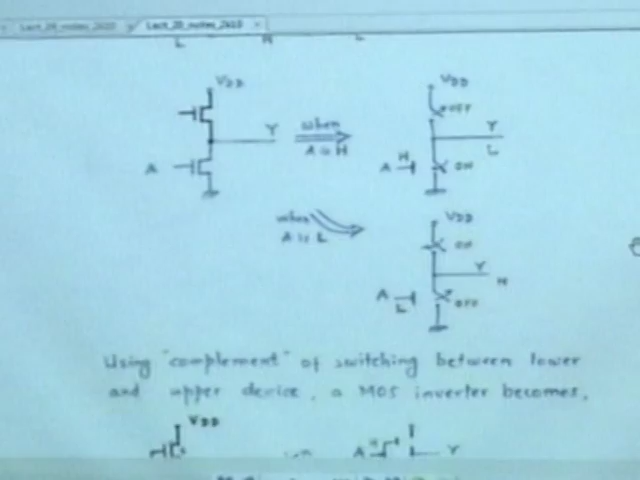 Lect_20_notes_2k10
L H L
VDD VDD
OFF
Y when Y
A is H L
A A H ON
when VDD
A is L ON
Y
H
A L OFF
Using "complement" of switching between lower
and upper device, a MOS inverter becomes,
VDD
A Y